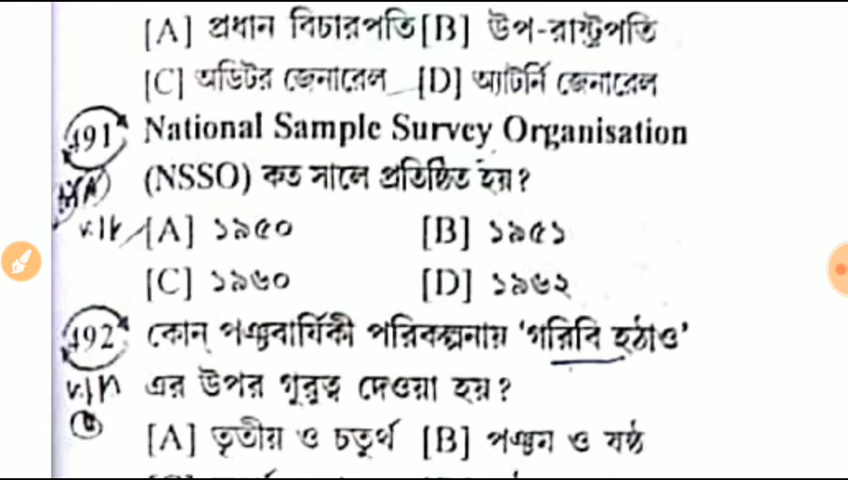 [A] প্রধান বিচারপতি [B] উপ-রাষ্ট্রপতি
[C] অডিটর জেনারেল [D] অ্যাটর্নি জেনারেল
491 National Sample Survey Organisation
(NSSO) কত সালে প্রতিষ্ঠিত হয়?
[A] ১৯৫০ [B] ১৯৫১
[C] ১৯৬০ [D] ১৯৬২
492 কোন্ পঞ্চবার্ষিকী পরিকল্পনায় ‘গরিবি হঠাও’
এর উপর গুরুত্ব দেওয়া হয়?
[A] তৃতীয় ও চতুর্থ [B] পঞ্চম ও ষষ্ঠ